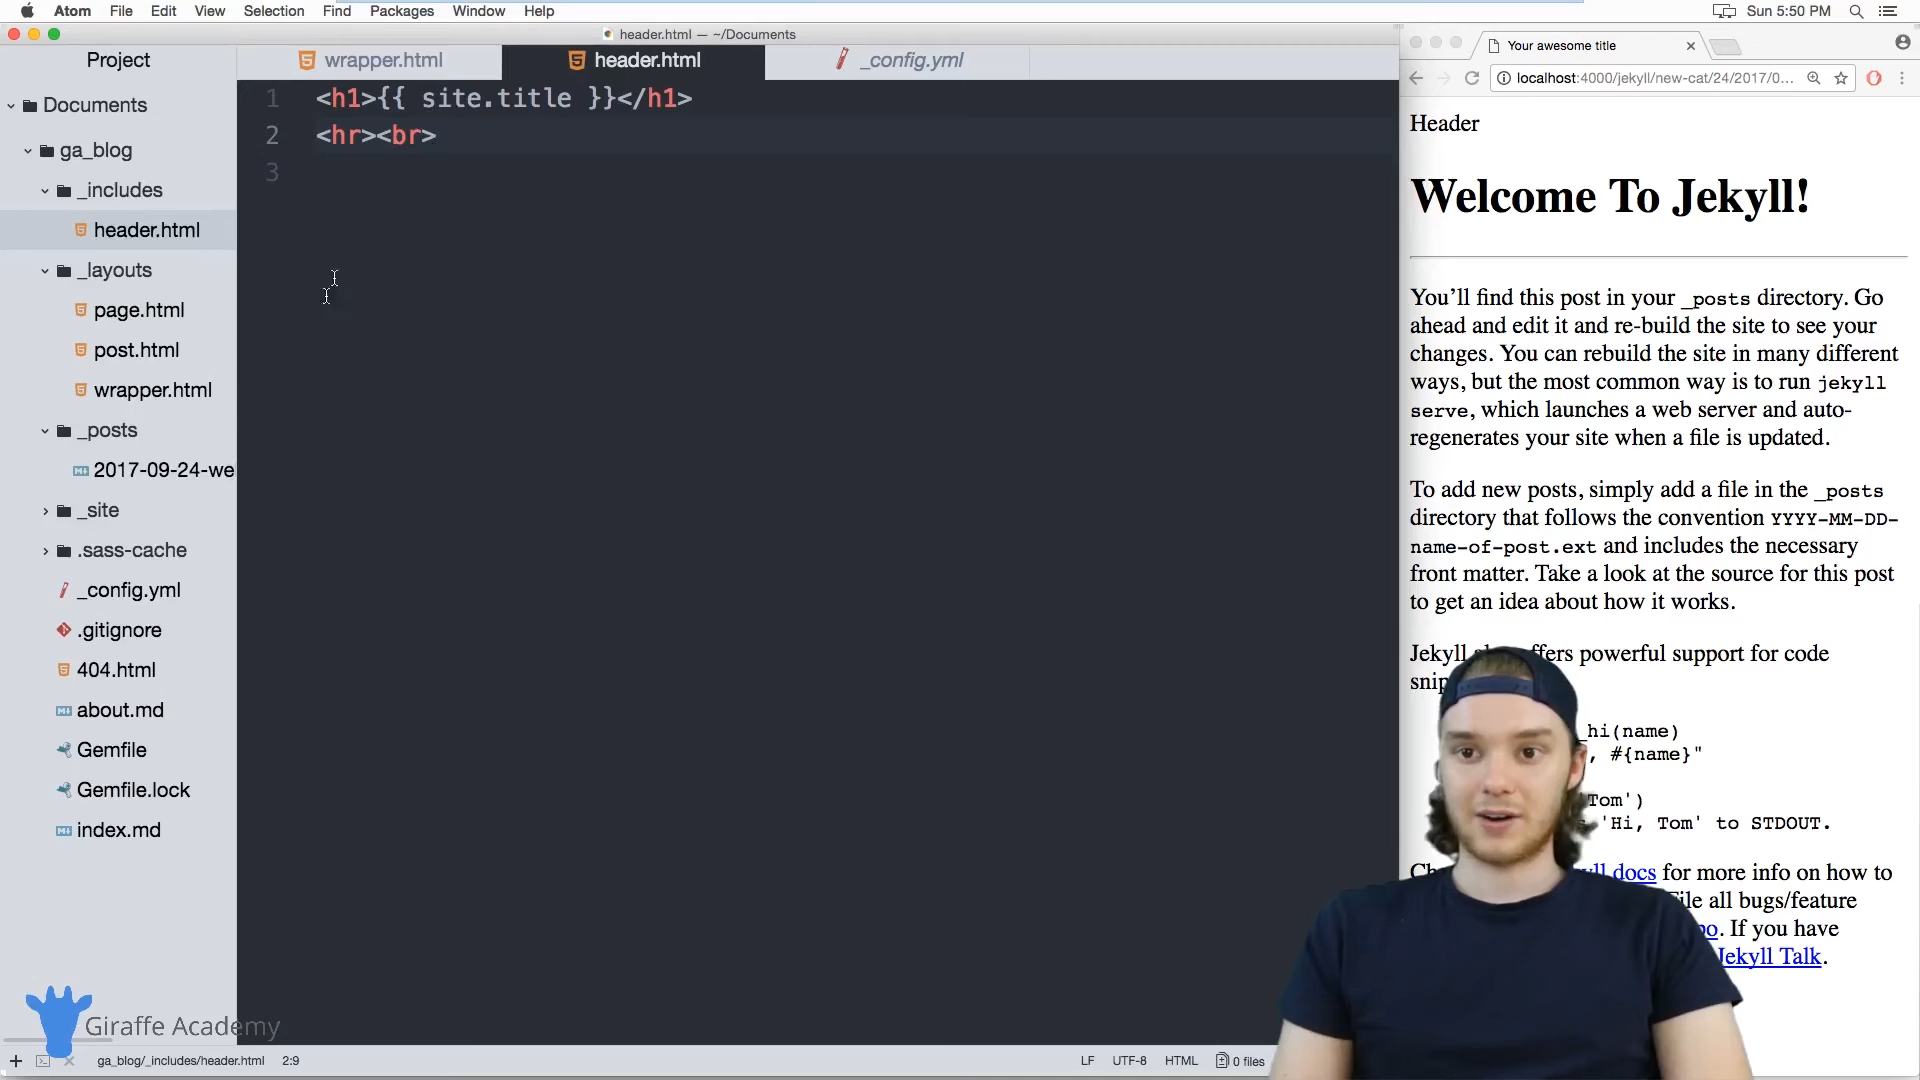 Atom File Edit View Selection Find Packages Window Help Sun 5:50 PM
header.html — ~/Documents
Project
Documents
ga_blog
_includes
header.html
_layouts
page.html
post.html
wrapper.html
_posts
2017-09-24-we
_site
.sass-cache
_config.yml
.gitignore
404.html
about.md
Gemfile
Gemfile.lock
index.md
wrapper.html header.html _config.yml
1 <h1>{{ site.title }}</h1>
2 <hr><br>
3
Your awesome title
localhost:4000/jekyll/new-cat/24/2017/0...
Header
Welcome To Jekyll!
You’ll find this post in your _posts directory. Go
ahead and edit it and re-build the site to see your
changes. You can rebuild the site in many different
ways, but the most common way is to run jekyll
serve, which launches a web server and auto-
regenerates your site when a file is updated.
To add new posts, simply add a file in the _posts
directory that follows the convention YYYY-MM-DD-
name-of-post.ext and includes the necessary
front matter. Take a look at the source for this post
to get an idea about how it works.
Jekyll offers powerful support for code
_hi(name)
, #{name}"
Tom')
'Hi, Tom' to STDOUT.
docs for more info on how to
all bugs/feature
. If you have
Jekyll Talk.
Giraffe Academy
ga_blog/_includes/header.html 2:9 LF UTF-8 HTML 0 files